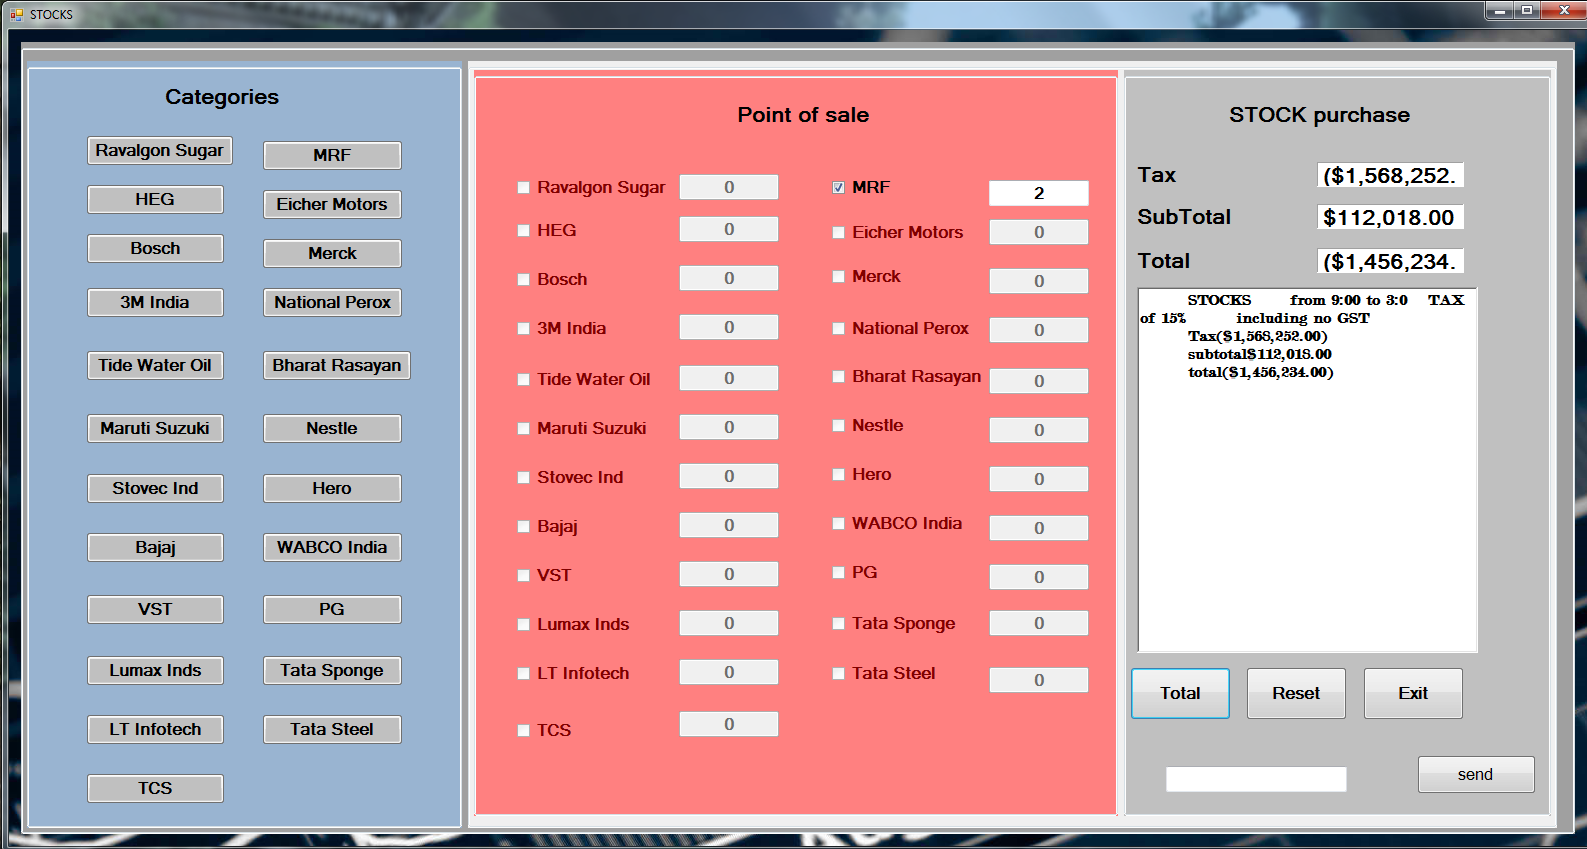 STOCKS
Categories
Ravalgon Sugar
MRF
HEG
Eicher Motors
Bosch
Merck
3M India
National Perox
Tide Water Oil
Bharat Rasayan
Maruti Suzuki
Nestle
Stovec Ind
Hero
Bajaj
WABCO India
VST
PG
Lumax Inds
Tata Sponge
LT Infotech
Tata Steel
TCS
Point of sale
Ravalgon Sugar 0
MRF 2
HEG 0
Eicher Motors 0
Bosch 0
Merck 0
3M India 0
National Perox 0
Tide Water Oil 0
Bharat Rasayan 0
Maruti Suzuki 0
Nestle 0
Stovec Ind 0
Hero 0
Bajaj 0
WABCO India 0
VST 0
PG 0
Lumax Inds 0
Tata Sponge 0
LT Infotech 0
Tata Steel 0
TCS 0
STOCK purchase
Tax ($1,568,252.
SubTotal $112,018.00
Total ($1,456,234.
STOCKS from 9:00 to 3:0 TAX
of 15% including no GST
Tax($1,568,252.00)
subtotal$112,018.00
total($1,456,234.00)
Total
Reset
Exit
send